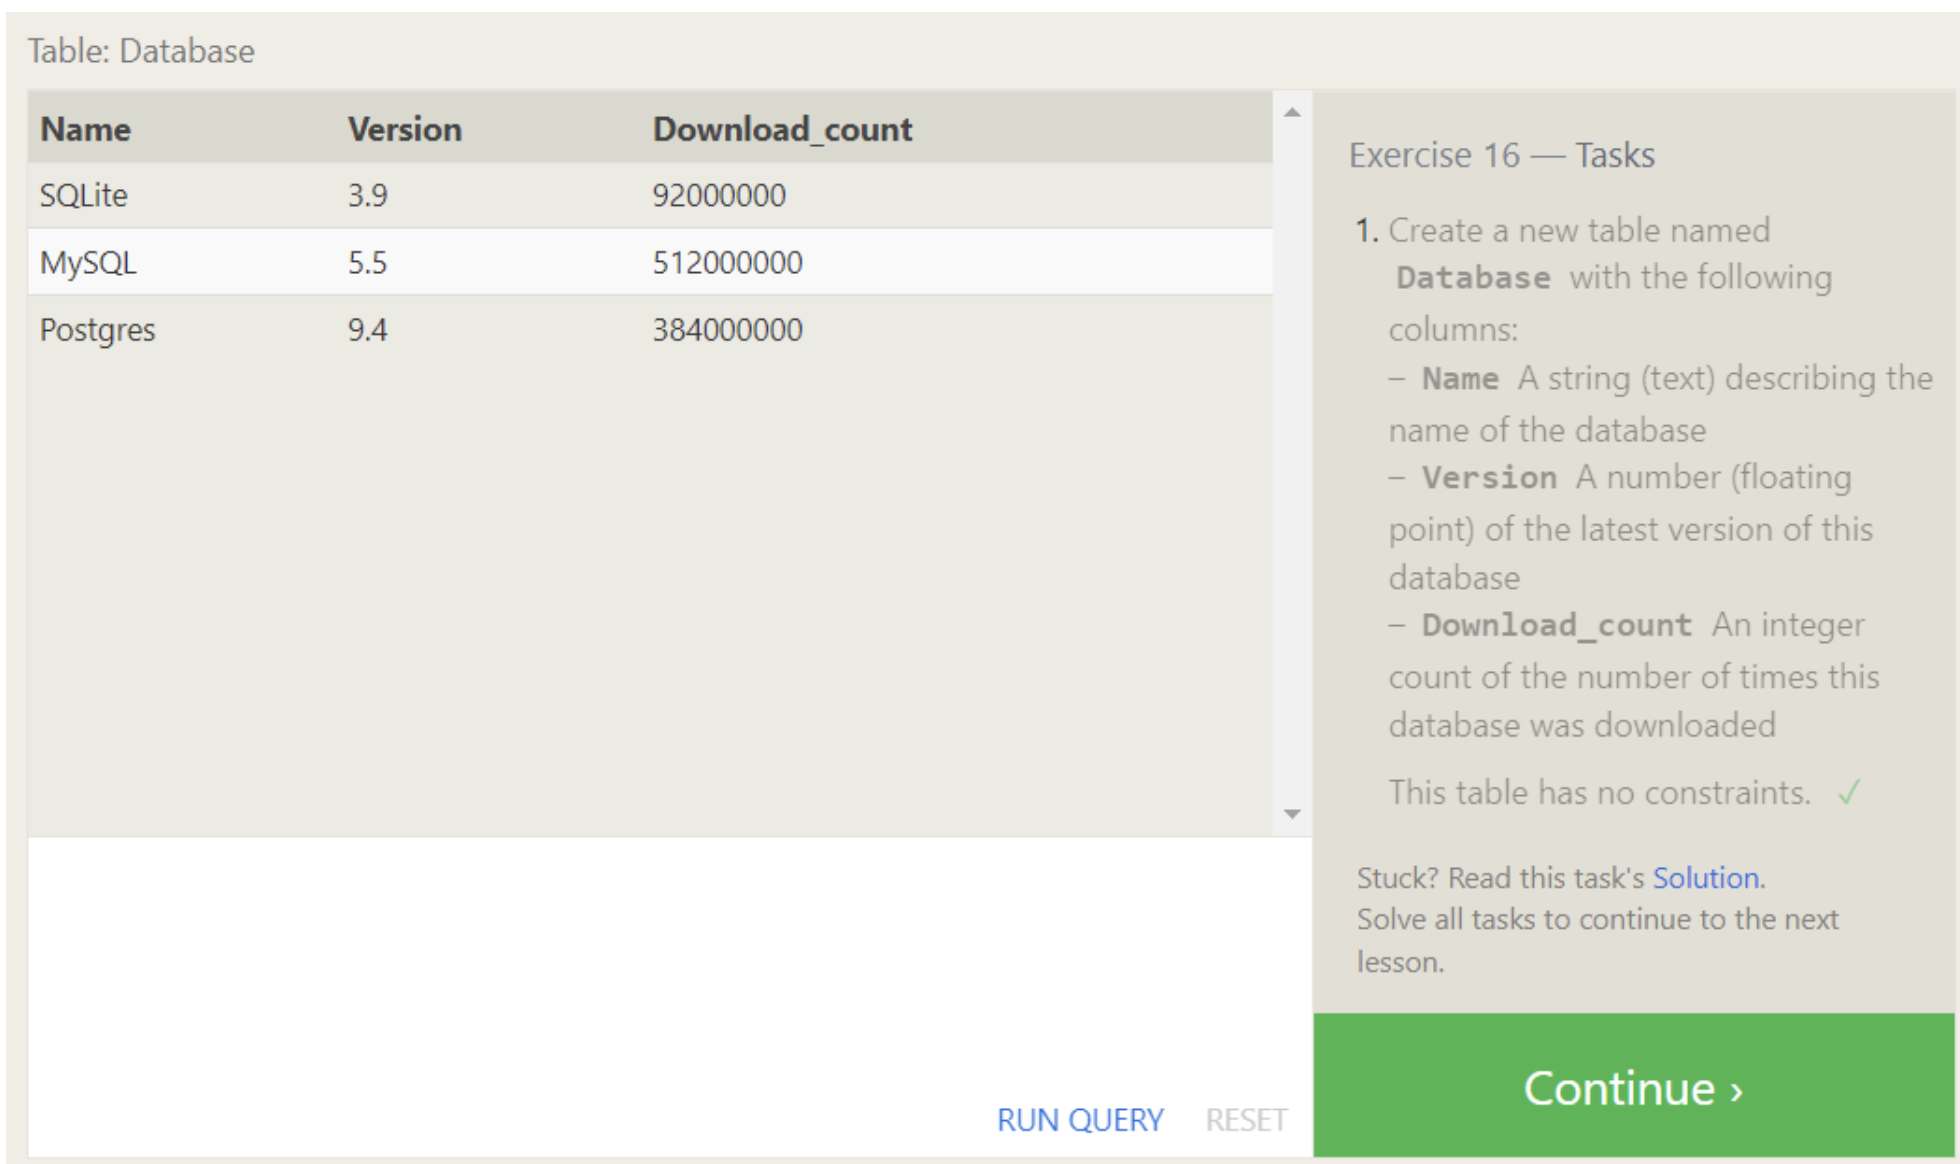 Table: Database
Name Version Download_count
SQLite 3.9 92000000
MySQL 5.5 512000000
Postgres 9.4 384000000
RUN QUERY RESET
Exercise 16 — Tasks
1. Create a new table named
Database with the following
columns:
– Name A string (text) describing the
name of the database
– Version A number (floating
point) of the latest version of this
database
– Download_count An integer
count of the number of times this
database was downloaded
This table has no constraints. ✓
Stuck? Read this task's Solution.
Solve all tasks to continue to the next
lesson.
Continue ›